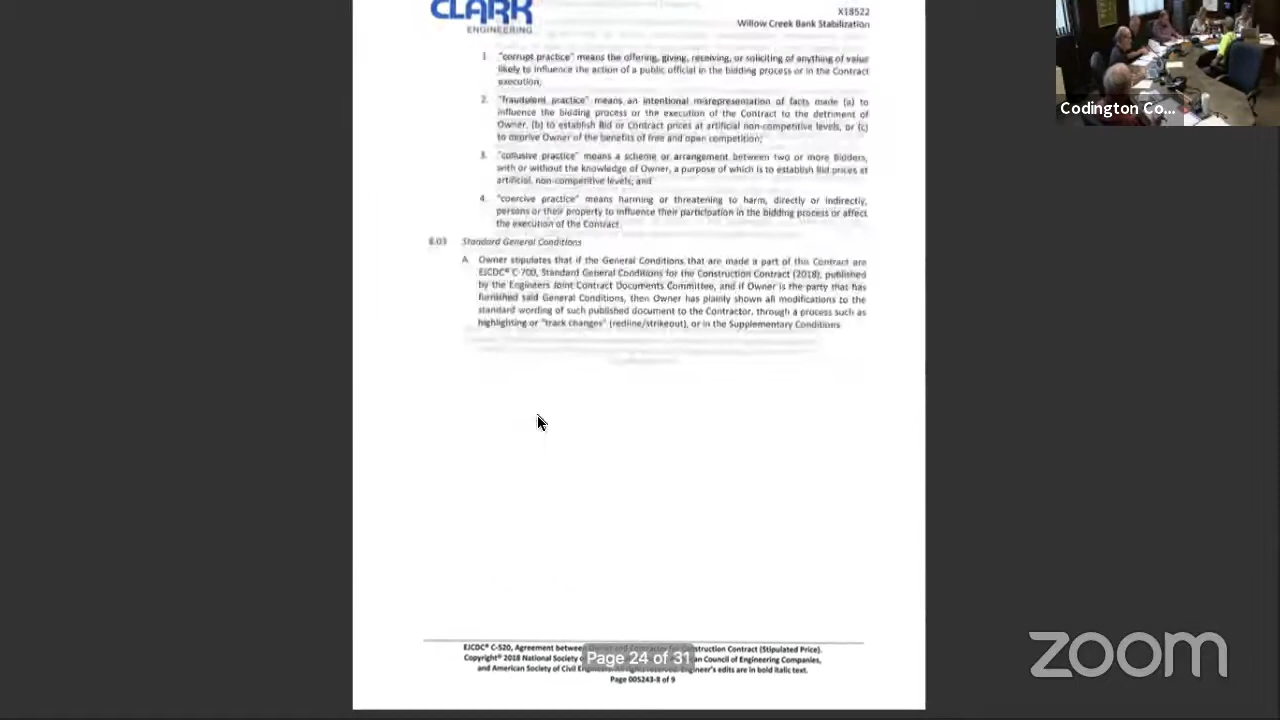 CLARK
ENGINEERING
X18522
Willow Creek Bank Stabilization
1. "corrupt practice" means the offering, giving, receiving, or soliciting of anything of value
likely to influence the action of a public official in the bidding process or in the Contract
execution;
2. "fraudulent practice" means an intentional misrepresentation of facts made (a) to
influence the bidding process or the execution of the Contract to the detriment of
Owner, (b) to establish Bid or Contract prices at artificial non-competitive levels, or (c)
to deprive Owner of the benefits of free and open competition;
3. "collusive practice" means a scheme or arrangement between two or more Bidders,
with or without the knowledge of Owner, a purpose of which is to establish Bid prices at
artificial, non-competitive levels; and
4. "coercive practice" means harming or threatening to harm, directly or indirectly,
persons or their property to influence their participation in the bidding process or affect
the execution of the Contract.
8.03 Standard General Conditions
A. Owner stipulates that if the General Conditions that are made a part of this Contract are
EJCDC® C-700, Standard General Conditions for the Construction Contract (2018), published
by the Engineers Joint Contract Documents Committee, and if Owner is the party that has
furnished said General Conditions, then Owner has plainly shown all modifications to the
standard wording of such published document to the Contractor, through a process such as
highlighting or "track changes" (redline/strikeout), or in the Supplementary Conditions.
EJCDC® C-520, Agreement between Owner and Contractor for Construction Contract (Stipulated Price).
Copyright© 2018 National Society o an Council of Engineering Companies,
and American Society of Civil Engineers. All rights reserved. Engineer's edits are in bold italic text.
Page 005243-8 of 9
Page 24 of 31
Codington Co...
zoom